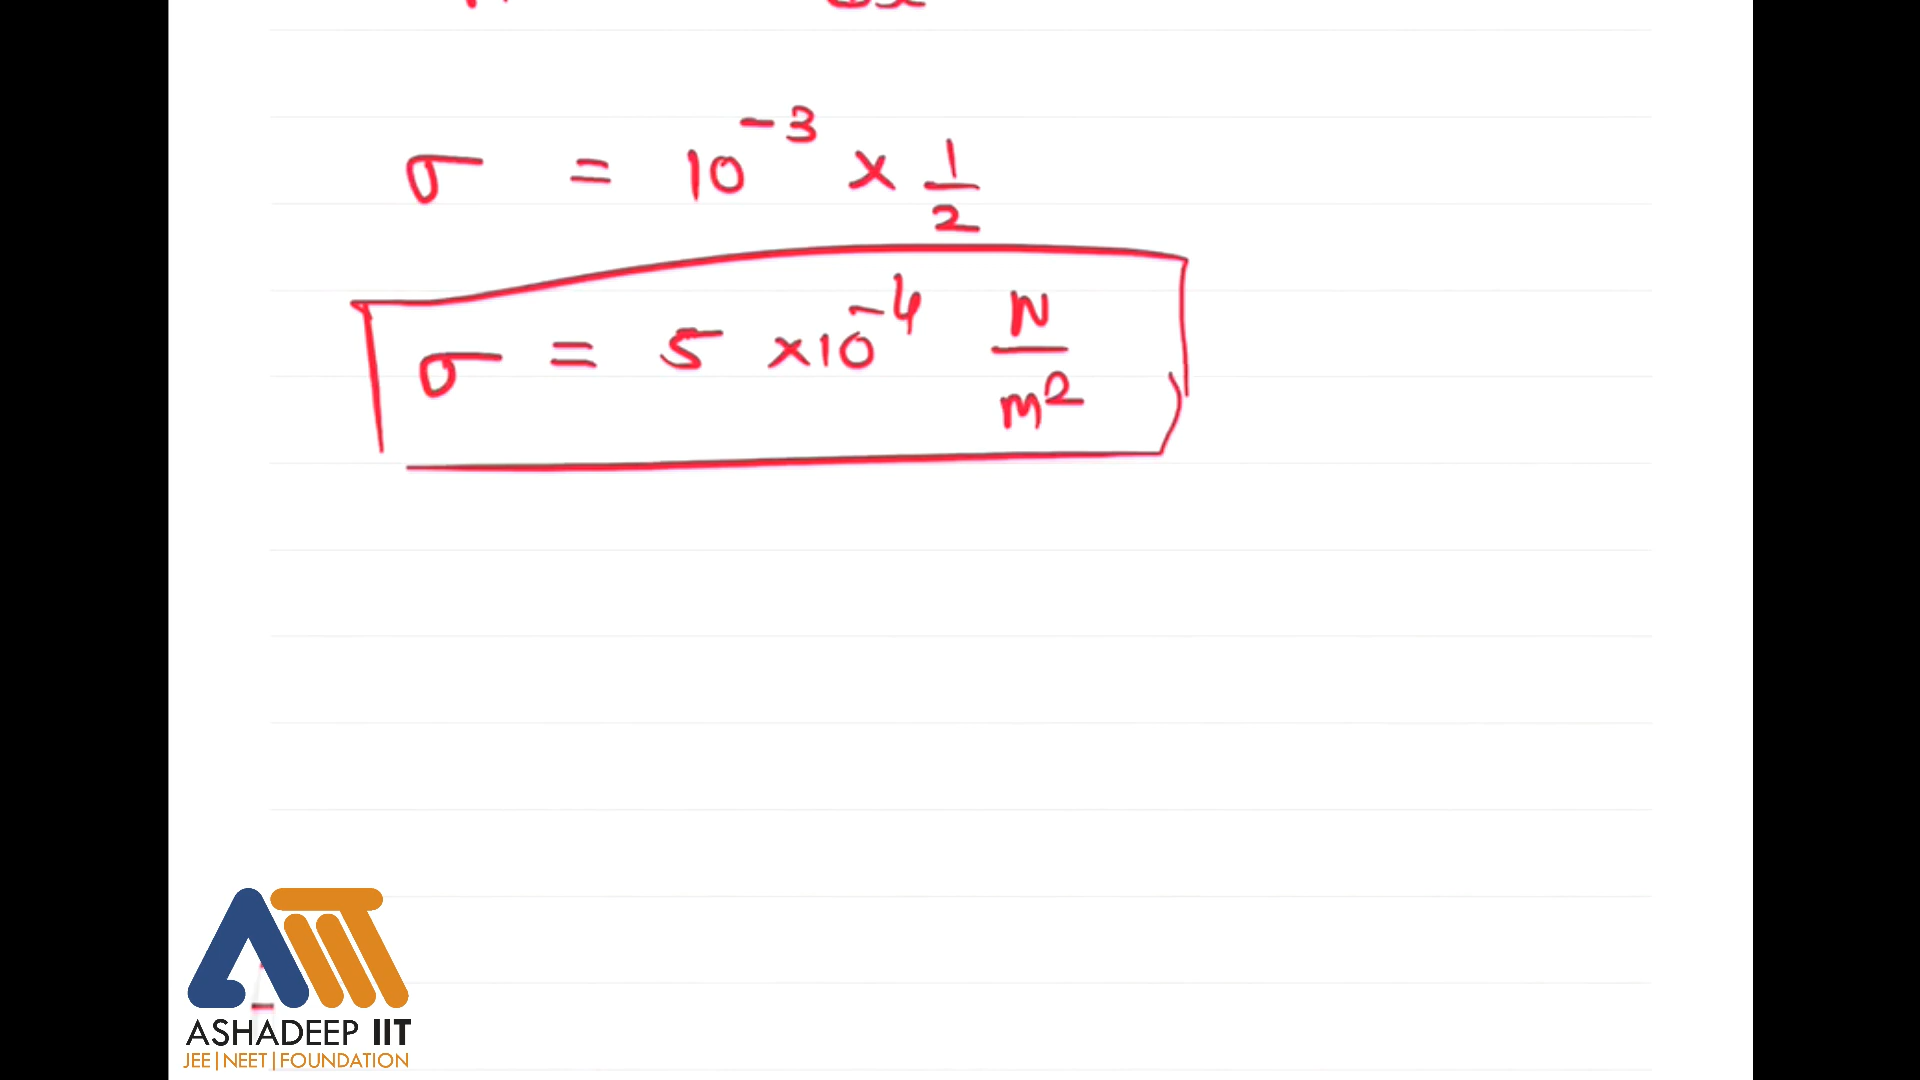 σ = 10⁻³ × 1/2
σ = 5 ×10⁻⁴ N/m²
ASHADEEP IIT
JEE|NEET|FOUNDATION